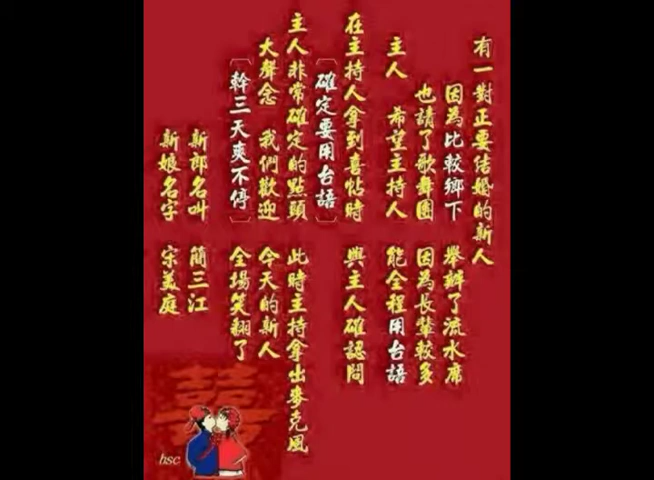 有一對正要結婚的新人
因為比較鄉下 舉辦了流水席
也請了歌舞團 因為長輩較多
主人 希望主持人 能全程用台語
在主持人拿到喜帖時 與主人確認問
[確定要用台語]
主人非常確定的點頭 此時主持拿出麥克風
大聲念 我們歡迎 今天的新人
[幹三天爽不停] 全場笑翻了
新郎名叫 簡三江
新娘名字 宋美庭
囍
hsc